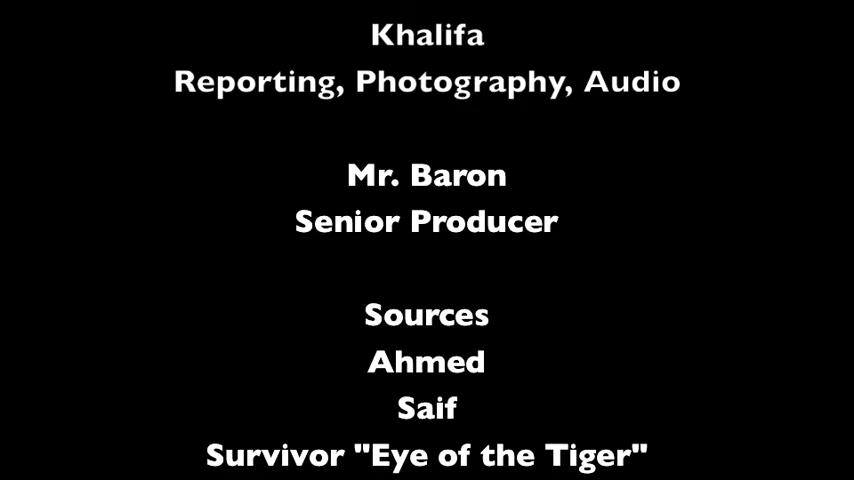 Khalifa
Reporting, Photography, Audio
Mr. Baron
Senior Producer
Sources
Ahmed
Saif
Survivor "Eye of the Tiger"